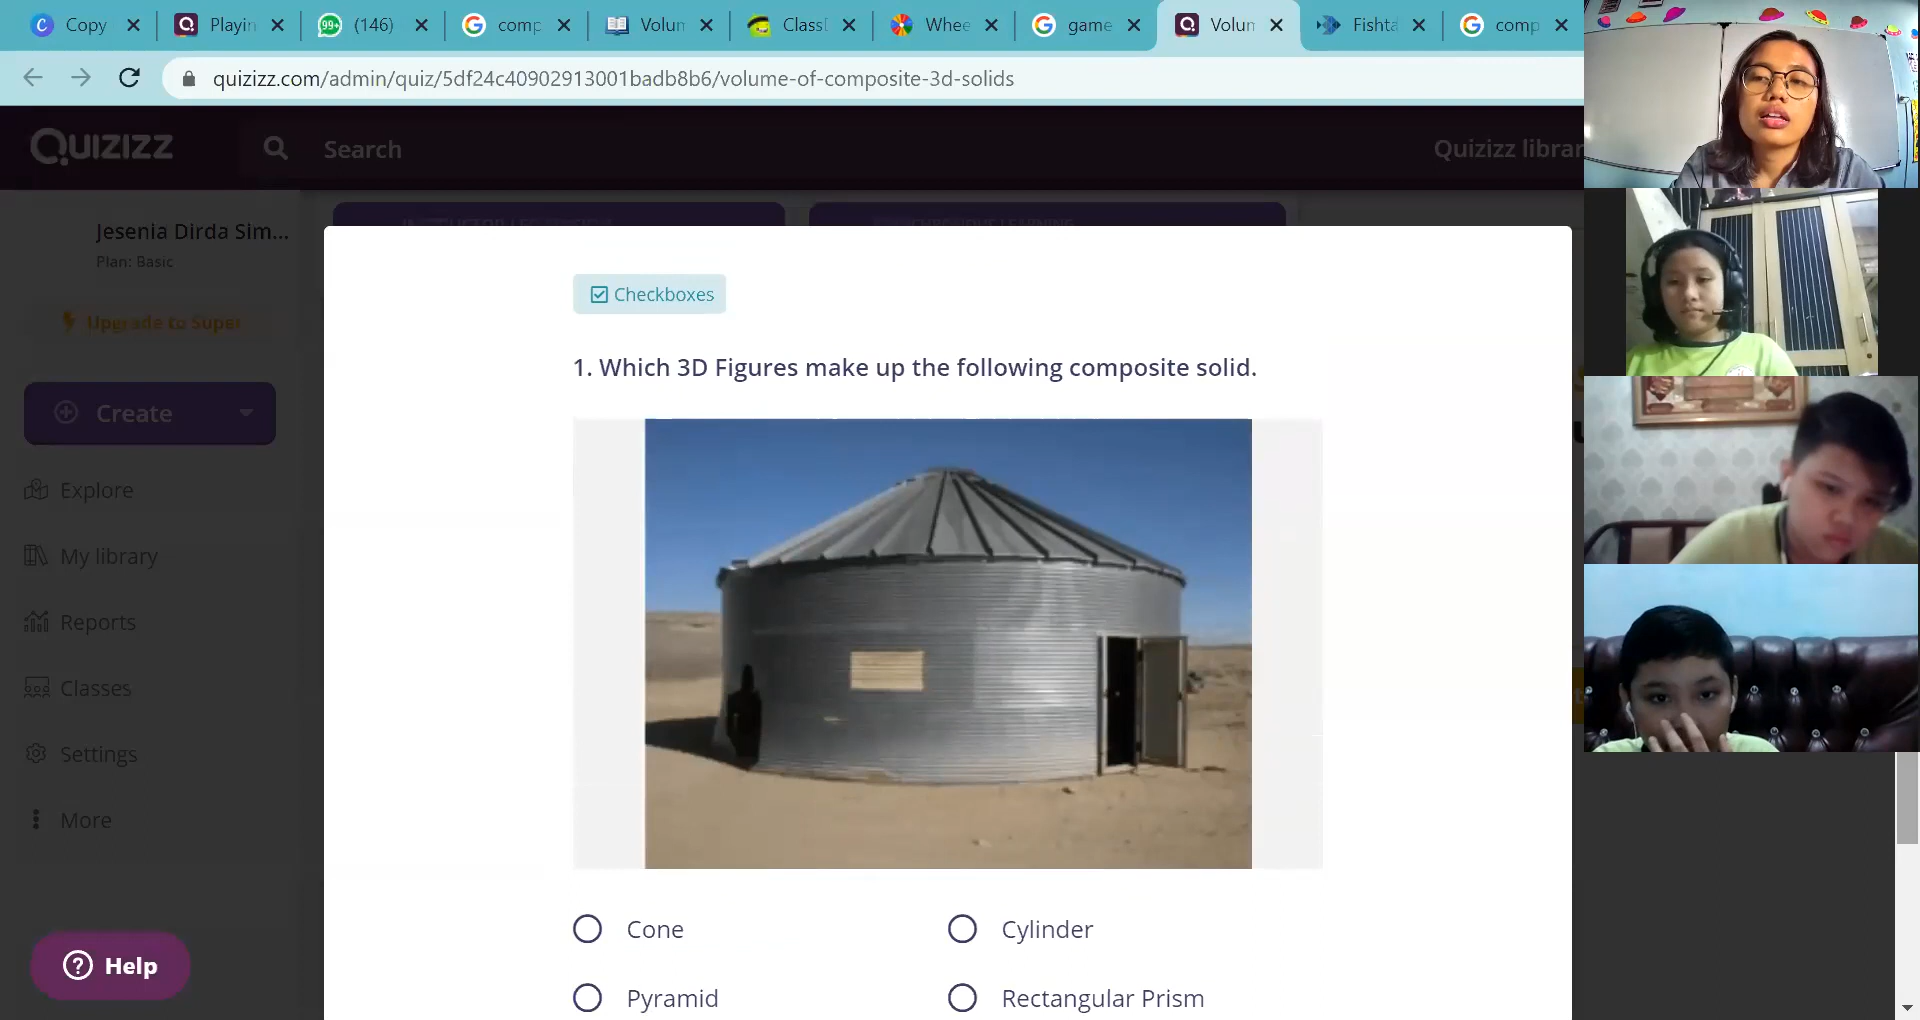 Copy
Playin
99+
(146)
comp
Volun
Class
Whee
game
Volun
Fishta
comp
quizizz.com/admin/quiz/5df24c40902913001badb8b6/volume-of-composite-3d-solids
Quizizz
Search
Quizizz librar
Jesenia Dirda Sim...
Plan: Basic
Upgrade to Super
Create
Explore
My library
Reports
Classes
Settings
More
Help
Checkboxes
1. Which 3D Figures make up the following composite solid.
Cone
Cylinder
Pyramid
Rectangular Prism